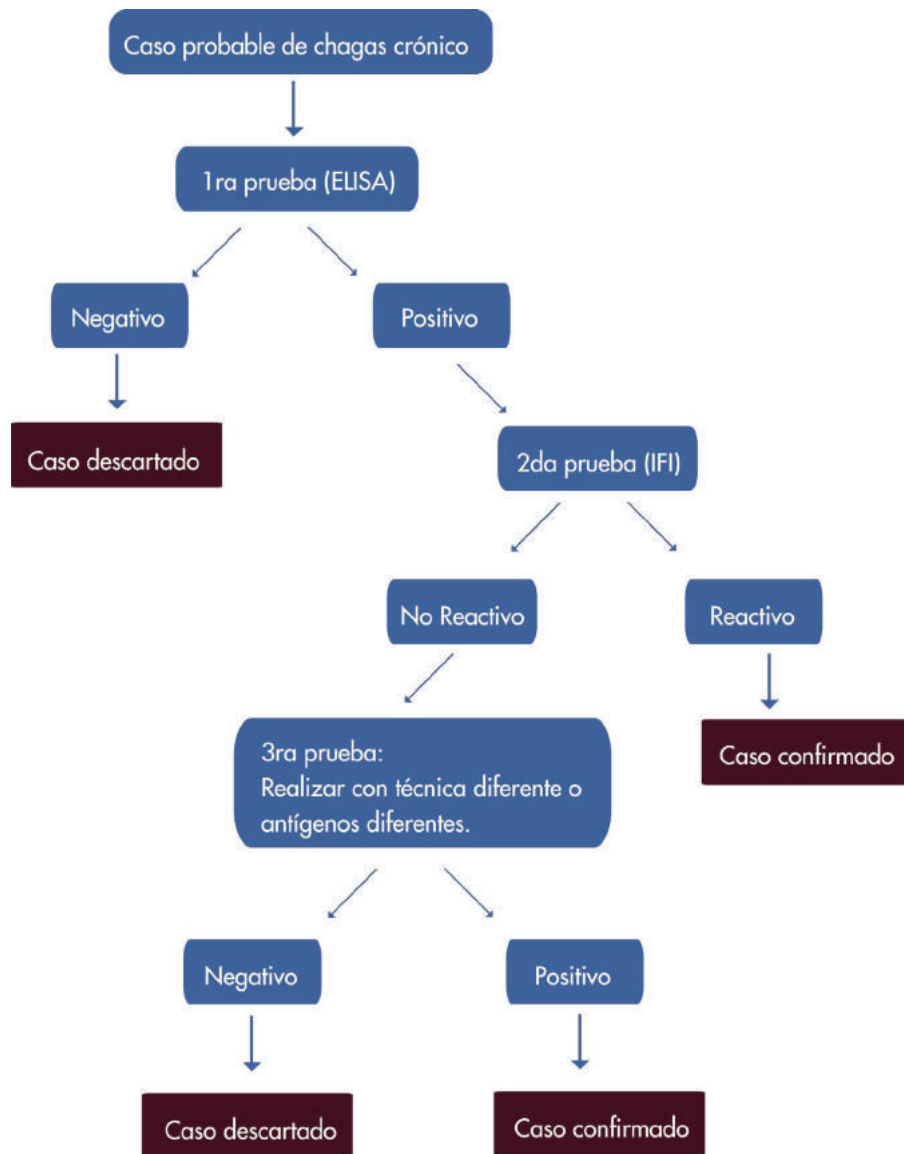 Caso probable de chagas crónico
1ra prueba (ELISA)
Negativo
Positivo
Caso descartado
2da prueba (IFI)
No Reactivo
Reactivo
3ra prueba:
Realizar con técnica diferente o
antígenos diferentes.
Caso confirmado
Negativo
Positivo
Caso descartado
Caso confirmado